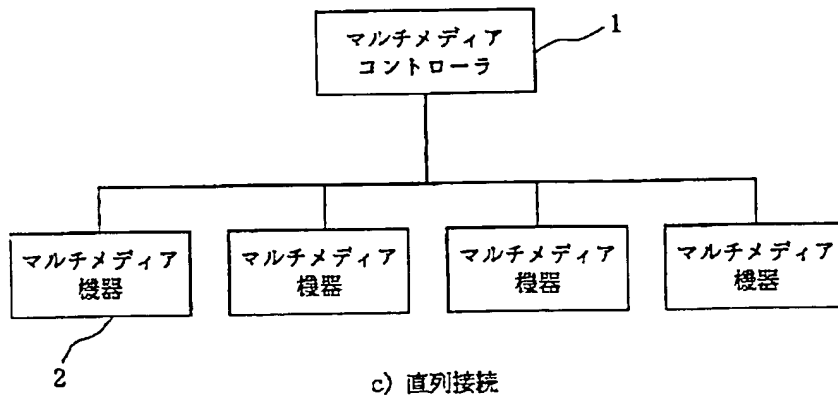 マルチメディア
コントローラ
1
マルチメディア
機器
マルチメディア
機器
マルチメディア
機器
マルチメディア
機器
2
c) 直列接続